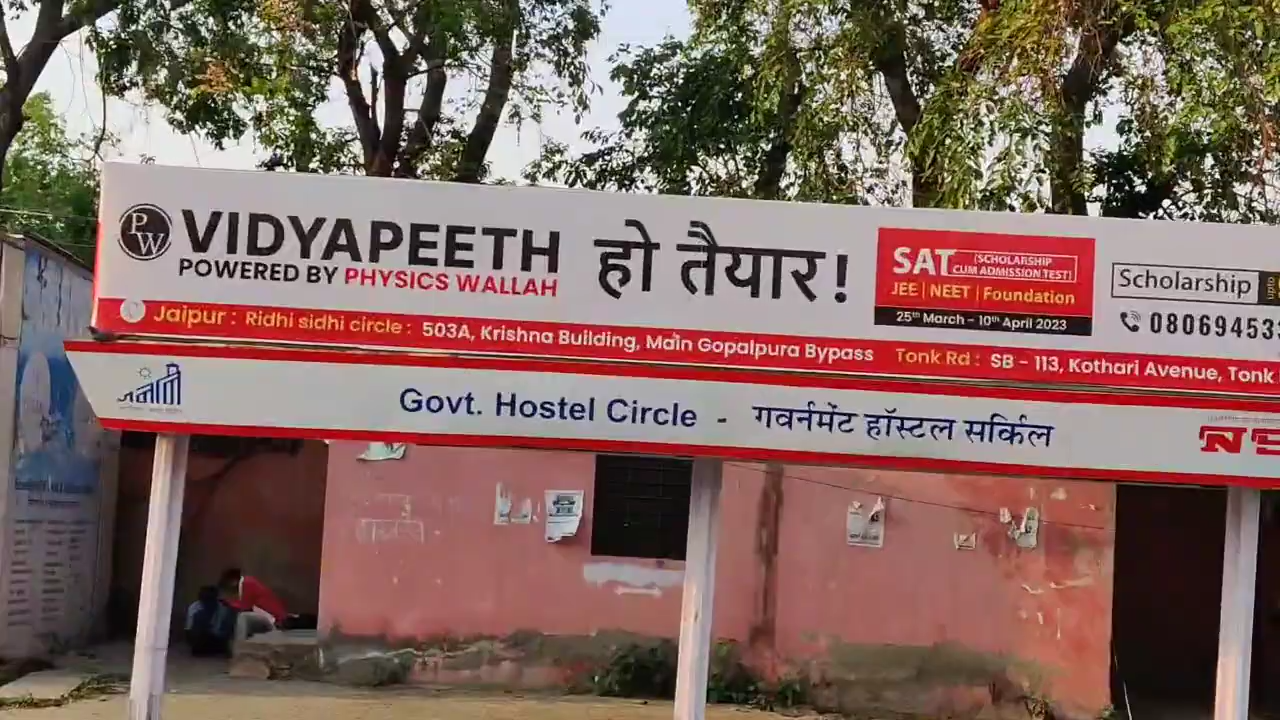 PW VIDYAPEETH
POWERED BY PHYSICS WALLAH
हो तैयार!
SAT (SCHOLARSHIP CUM ADMISSION TEST)
JEE | NEET | Foundation
25th March - 10th April 2023
Scholarship upto
0806945
Jaipur : Ridhi sidhi circle : 503A, Krishna Building, Main Gopalpura Bypass Tonk Rd : SB - 113, Kothari Avenue, Tonk
Govt. Hostel Circle - गवर्नमेंट हॉस्टल सर्किल